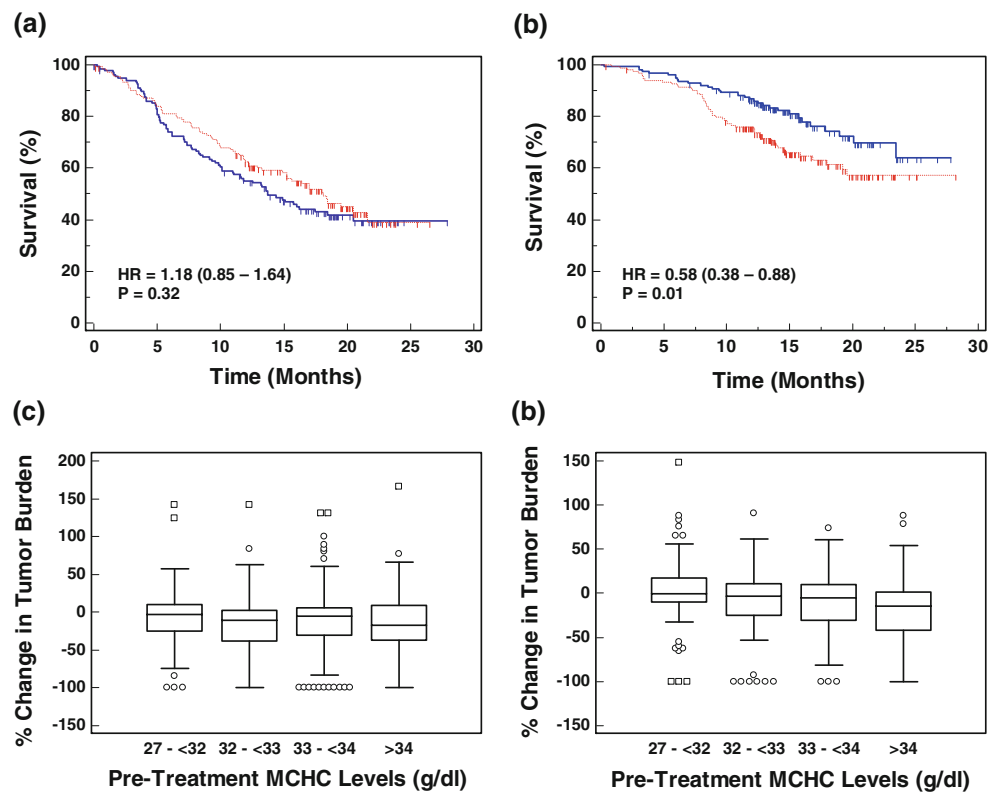 (a)
100
80
60
40
20
0
Survival (%)
HR = 1.18 (0.85 – 1.64)
P = 0.32
0 5 10 15 20 25 30
Time (Months)
(b)
100
80
60
40
20
0
Survival (%)
HR = 0.58 (0.38 – 0.88)
P = 0.01
0 5 10 15 20 25 30
Time (Months)
(c)
200
150
100
50
0
-50
-100
-150
% Change in Tumor Burden
27 - <32 32 - <33 33 - <34 >34
Pre-Treatment MCHC Levels (g/dl)
(b)
150
100
50
0
-50
-100
-150
% Change in Tumor Burden
27 - <32 32 - <33 33 - <34 >34
Pre-Treatment MCHC Levels (g/dl)